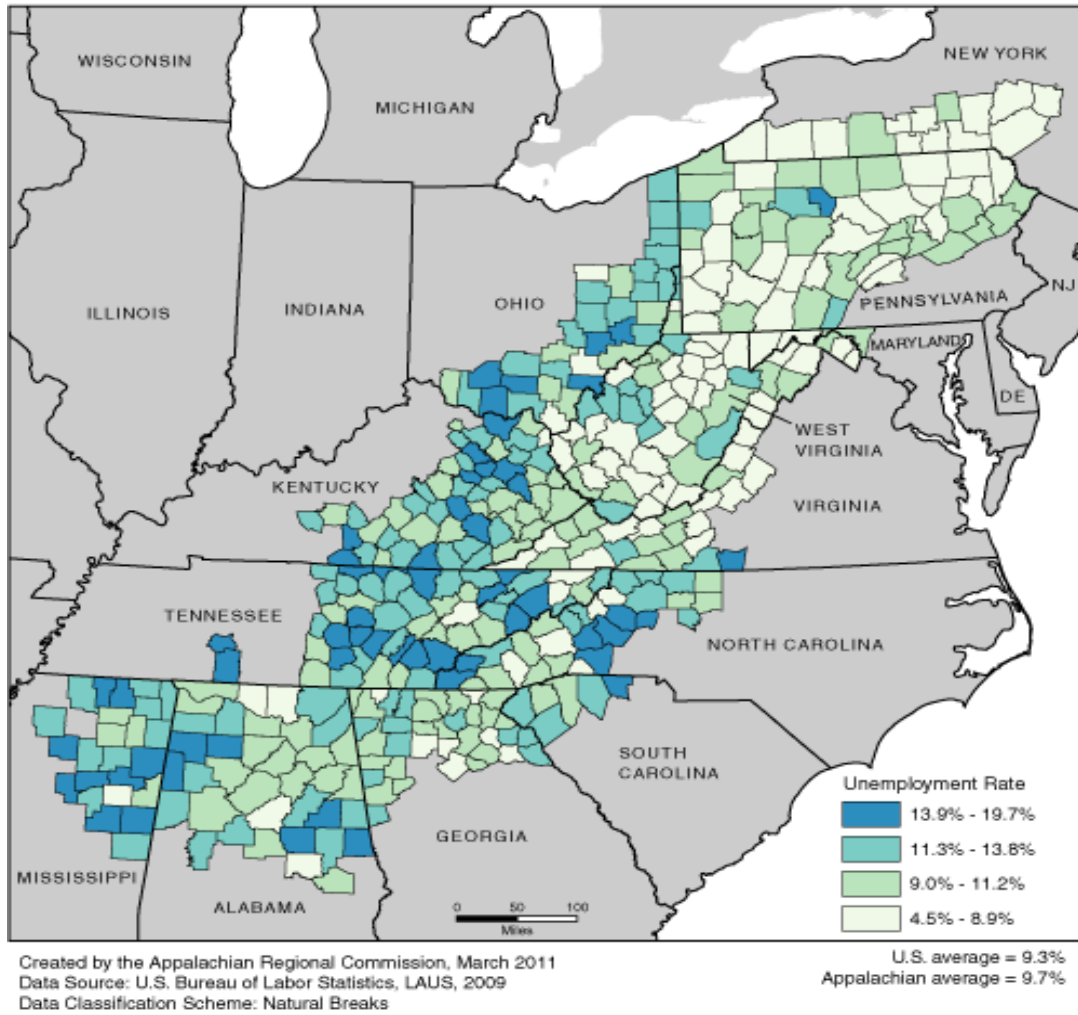 WISCONSIN
NEW YORK
MICHIGAN
ILLINOIS
INDIANA
OHIO
PENNSYLVANIA
NJ
MARYLAND
DE
WEST
VIRGINIA
KENTUCKY
VIRGINIA
TENNESSEE
NORTH CAROLINA
SOUTH
CAROLINA
GEORGIA
MISSISSIPPI
ALABAMA
Unemployment Rate
13.9% - 19.7%
11.3% - 13.8%
9.0% - 11.2%
4.5% - 8.9%
0 50 100
Miles
Created by the Appalachian Regional Commission, March 2011
Data Source: U.S. Bureau of Labor Statistics, LAUS, 2009
Data Classification Scheme: Natural Breaks
U.S. average = 9.3%
Appalachian average = 9.7%